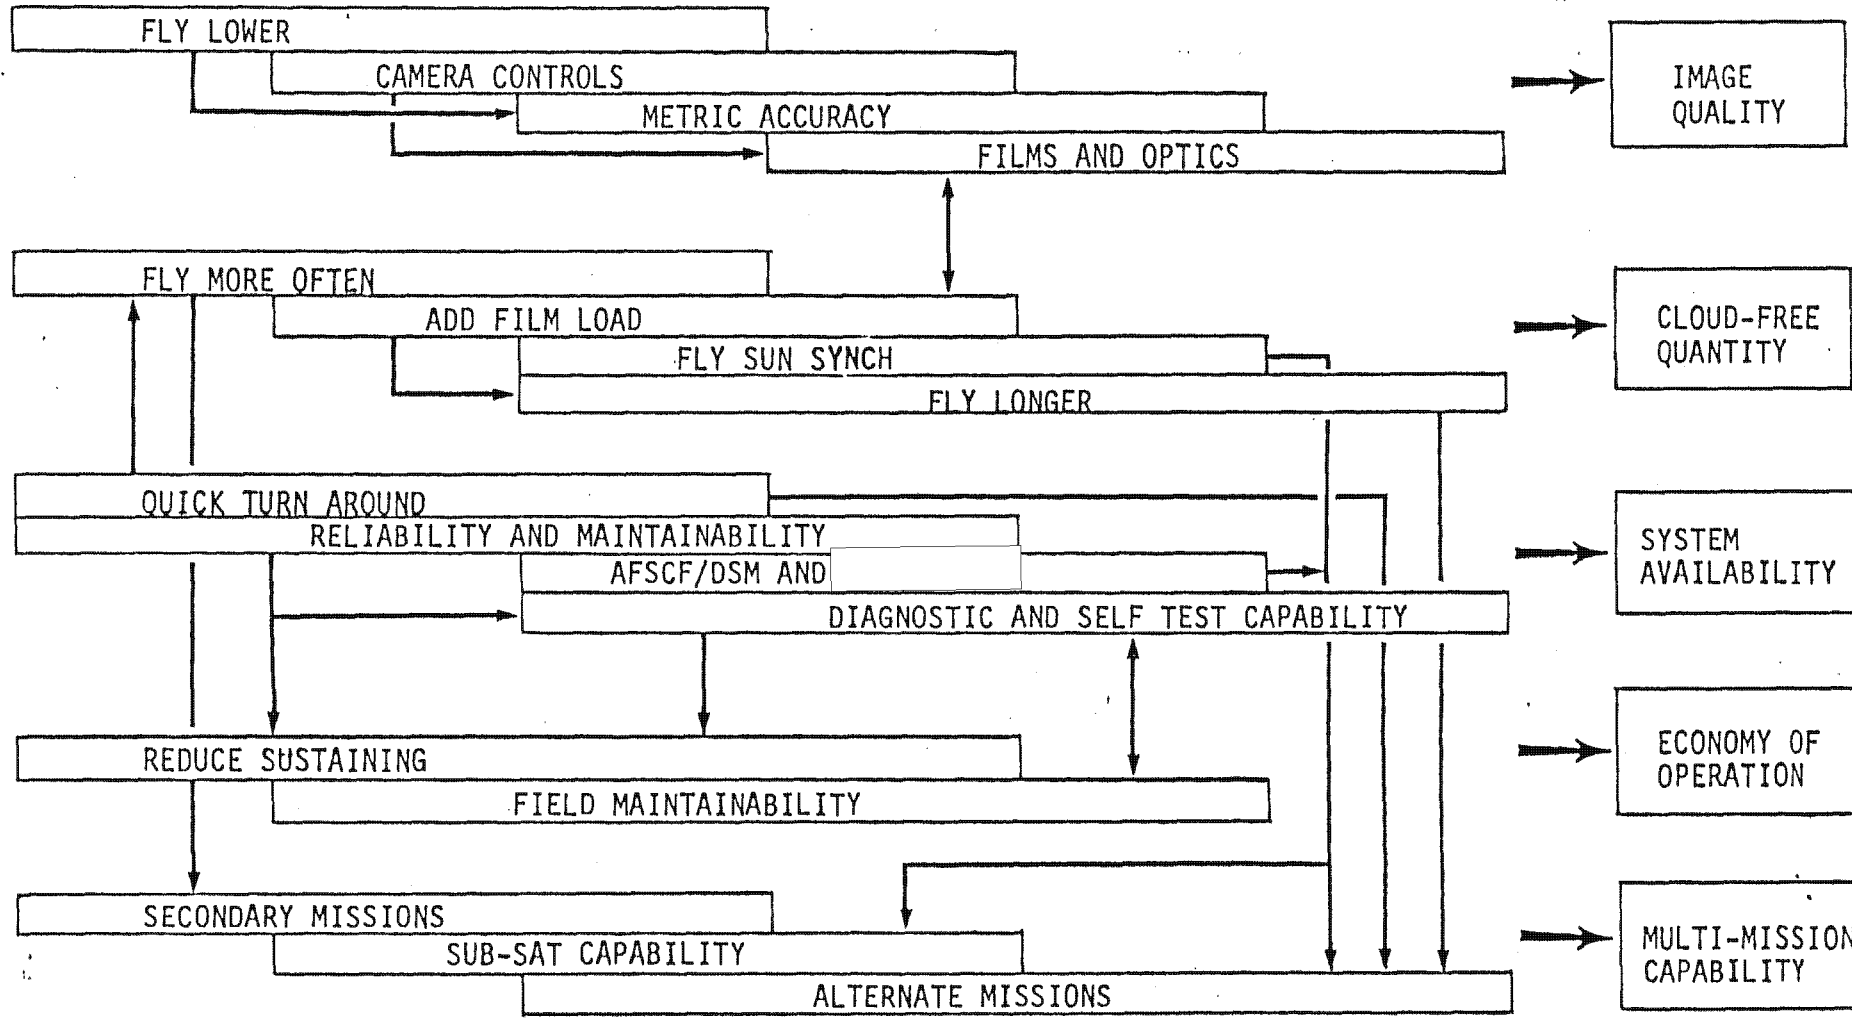 FLY LOWER
CAMERA CONTROLS
METRIC ACCURACY
FILMS AND OPTICS
IMAGE
QUALITY
FLY MORE OFTEN
ADD FILM LOAD
FLY SUN SYNCH
FLY LONGER
CLOUD-FREE
QUANTITY
QUICK TURN AROUND
RELIABILITY AND MAINTAINABILITY
AFSCF/DSM AND
DIAGNOSTIC AND SELF TEST CAPABILITY
SYSTEM
AVAILABILITY
REDUCE SUSTAINING
FIELD MAINTAINABILITY
ECONOMY OF
OPERATION
SECONDARY MISSIONS
SUB-SAT CAPABILITY
ALTERNATE MISSIONS
MULTI-MISSION
CAPABILITY